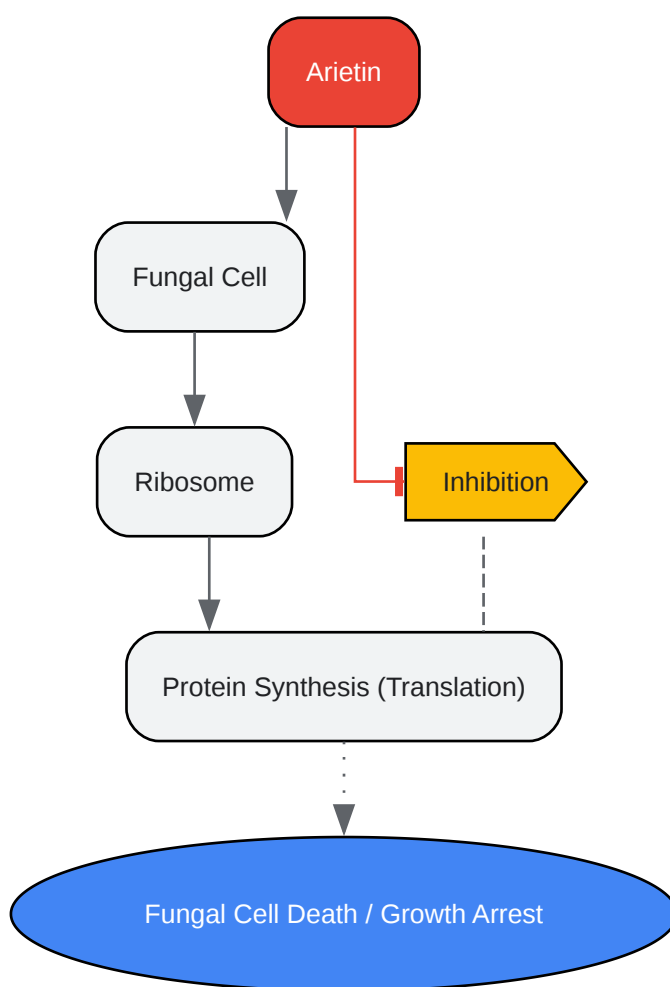 Arietin
Fungal Cell
Ribosome
Inhibition
Protein Synthesis (Translation)
Fungal Cell Death / Growth Arrest